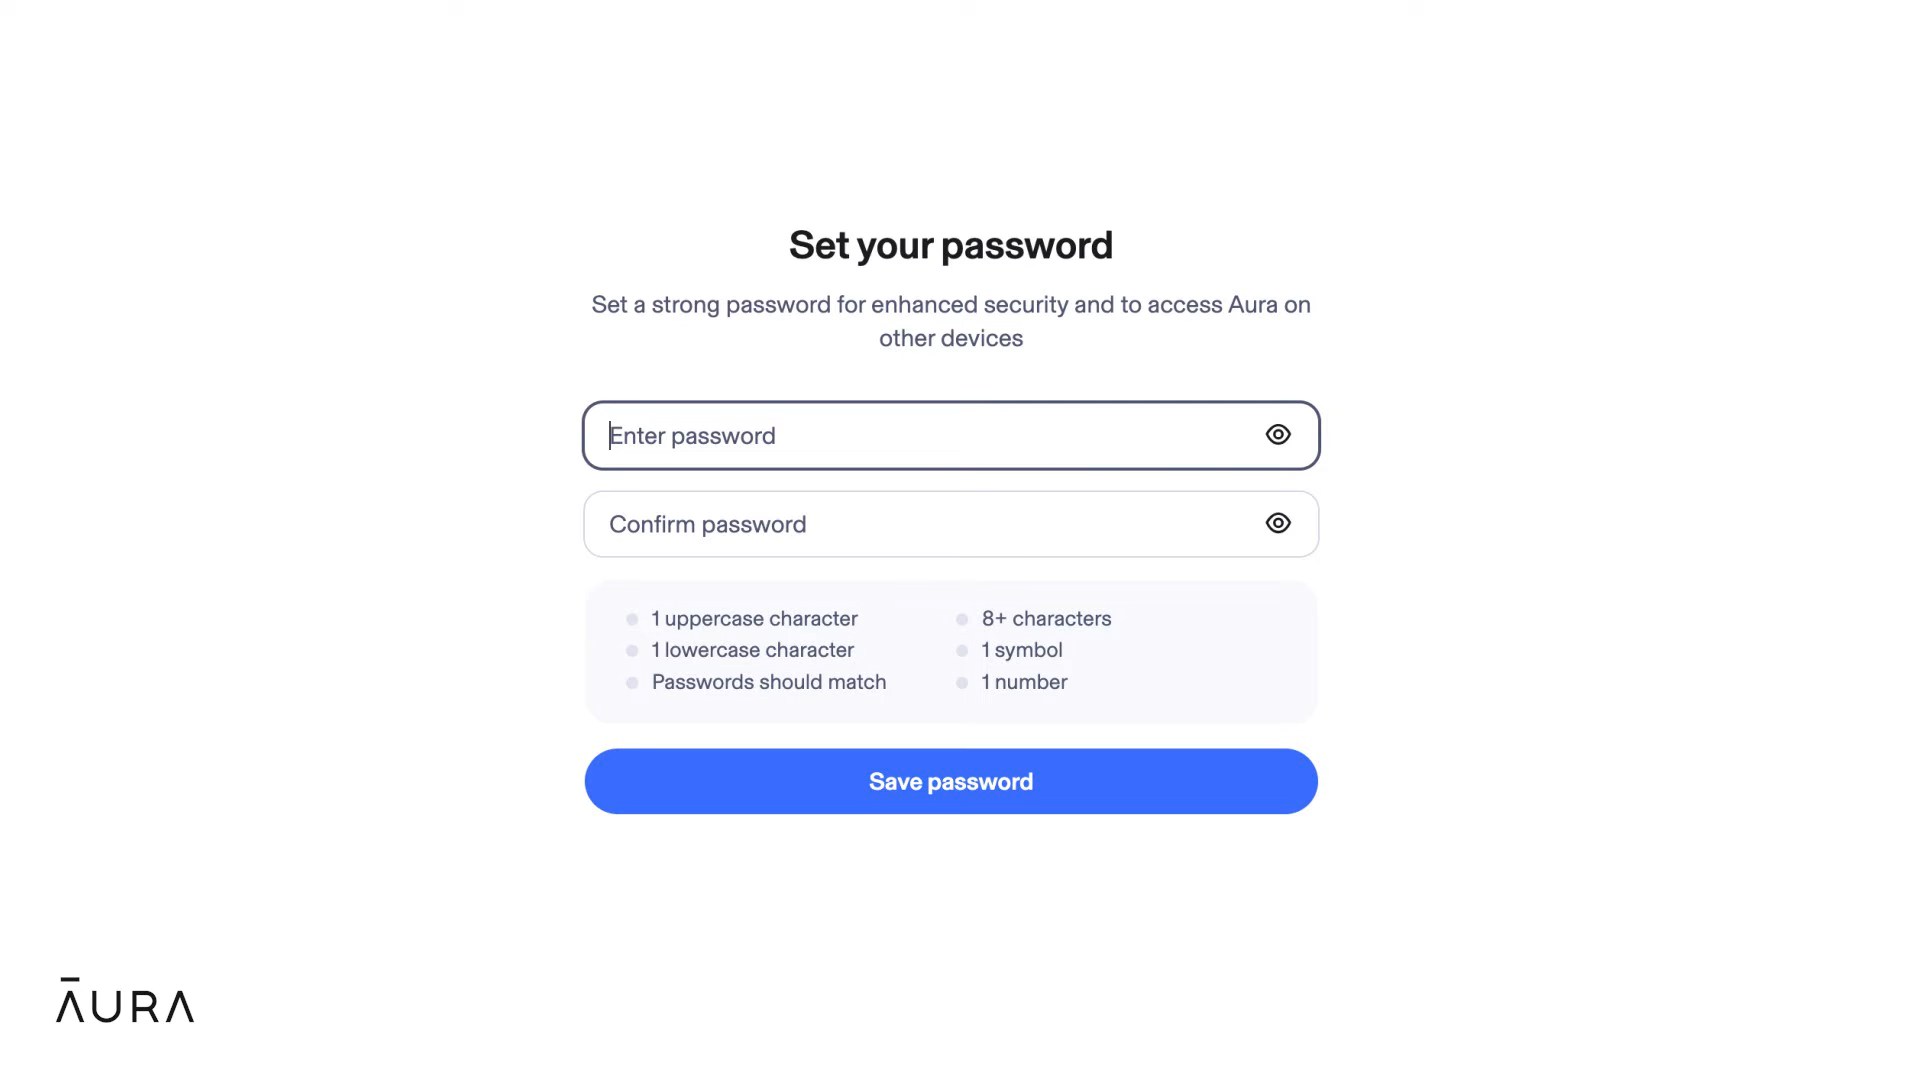 Set your password
Set a strong password for enhanced security and to access Aura on
other devices
Enter password
Confirm password
1 uppercase character
1 lowercase character
Passwords should match
8+ characters
1 symbol
1 number
Save password
ĀURA